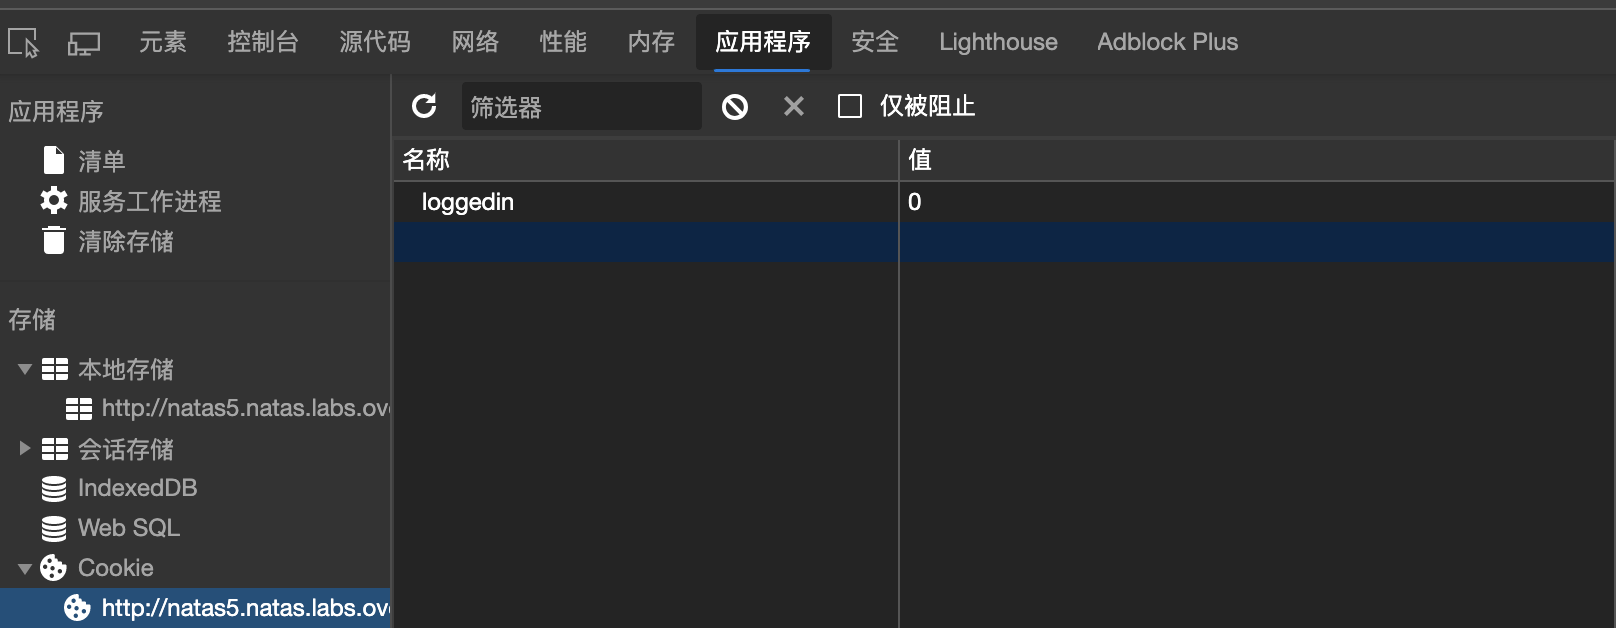 元素 控制台 源代码 网络 性能 内存 应用程序 安全 Lighthouse Adblock Plus
应用程序
清单
服务工作进程
清除存储
存储
本地存储
http://natas5.natas.labs.ov
会话存储
IndexedDB
Web SQL
Cookie
http://natas5.natas.labs.ov
筛选器 仅被阻止
名称 值
loggedin 0